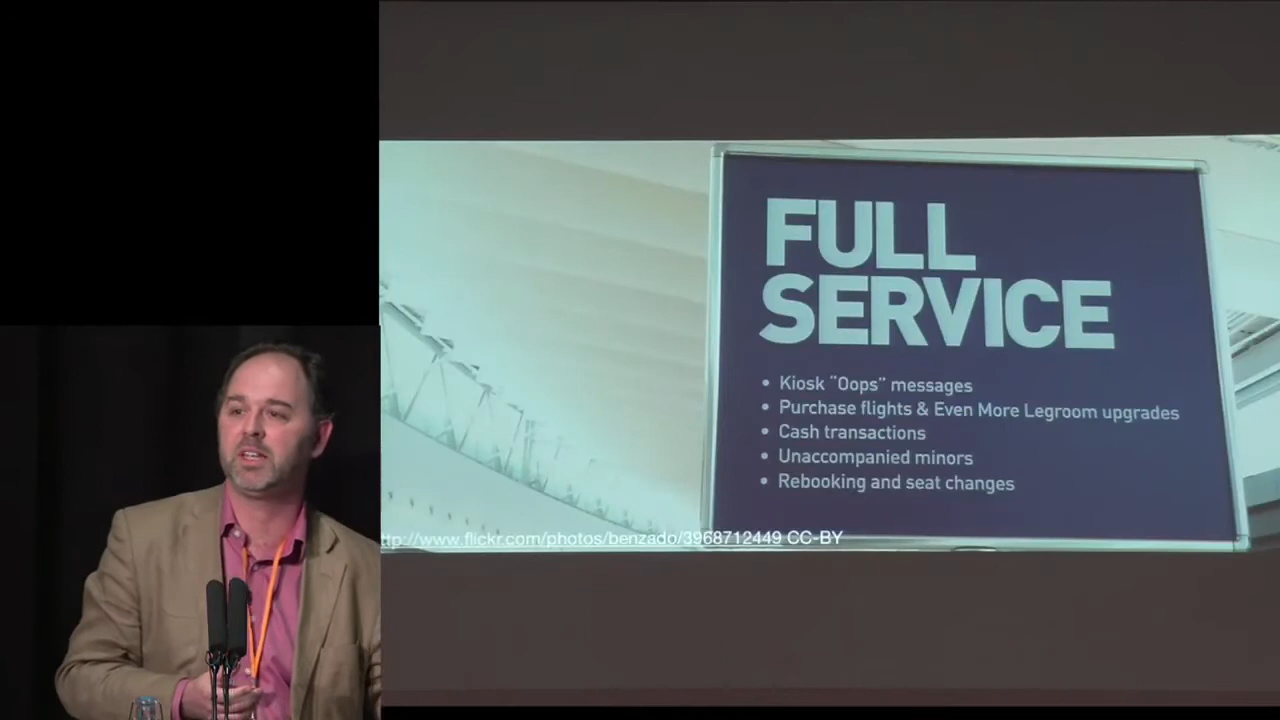 FULL
SERVICE
• Kiosk "Oops" messages
• Purchase flights & Even More Legroom upgrades
• Cash transactions
• Unaccompanied minors
• Rebooking and seat changes
ttp://www.flickr.com/photos/benzado/3968712449 CC-BY